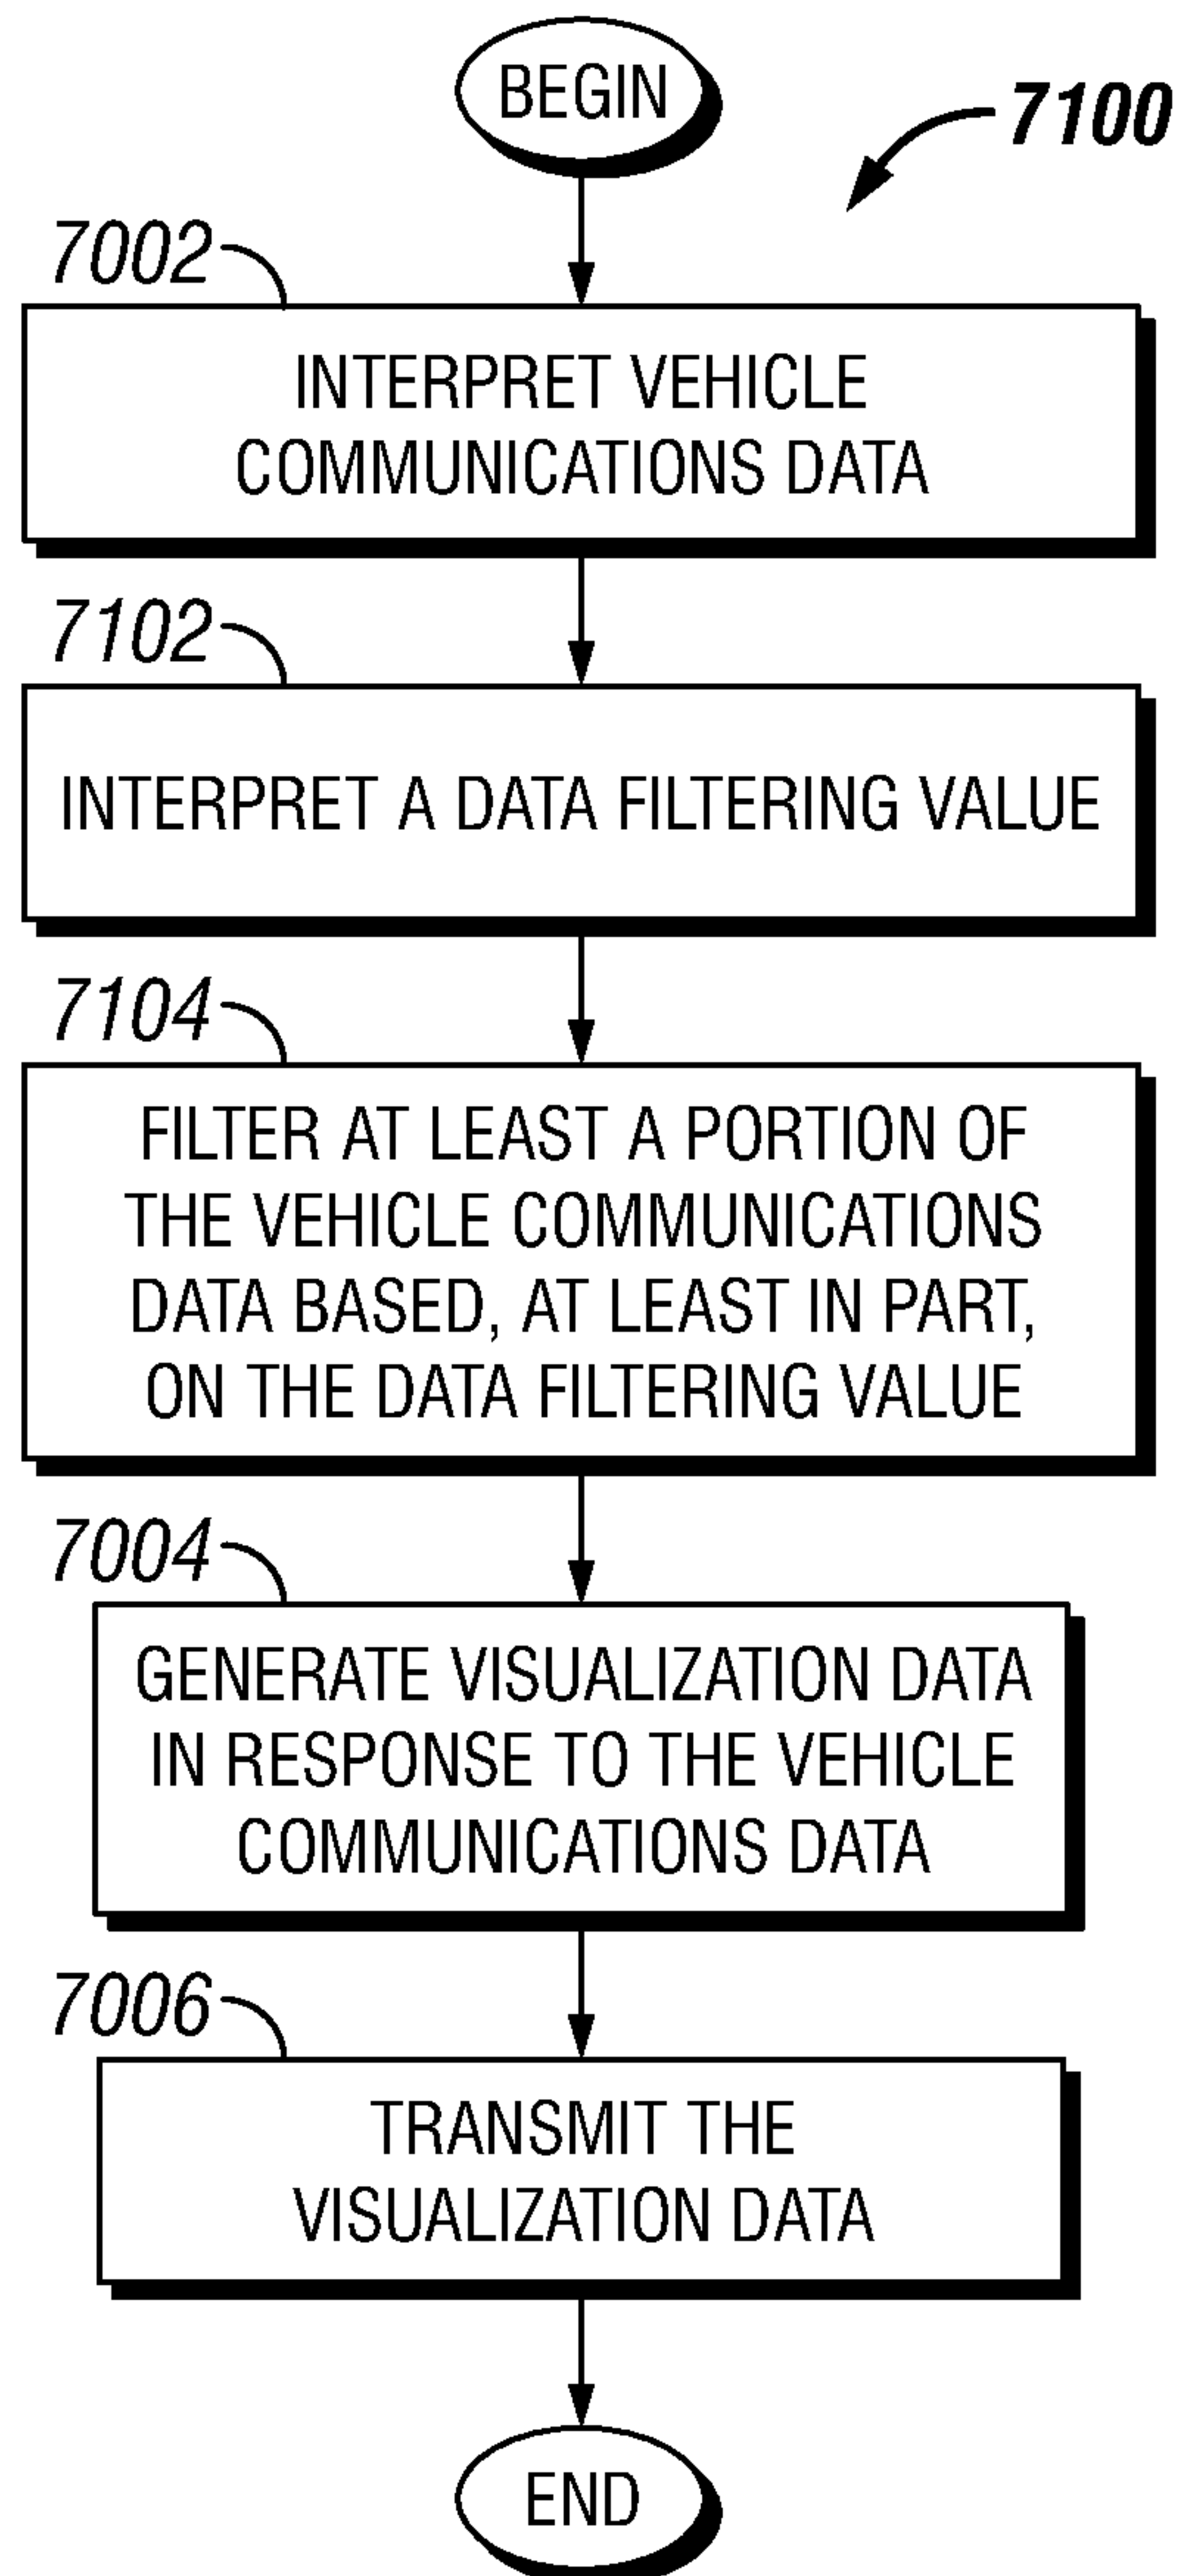 BEGIN
7100
7002
INTERPRET VEHICLE
COMMUNICATIONS DATA
7102
INTERPRET A DATA FILTERING VALUE
7104
FILTER AT LEAST A PORTION OF
THE VEHICLE COMMUNICATIONS
DATA BASED, AT LEAST IN PART,
ON THE DATA FILTERING VALUE
7004
GENERATE VISUALIZATION DATA
IN RESPONSE TO THE VEHICLE
COMMUNICATIONS DATA
7006
TRANSMIT THE
VISUALIZATION DATA
END